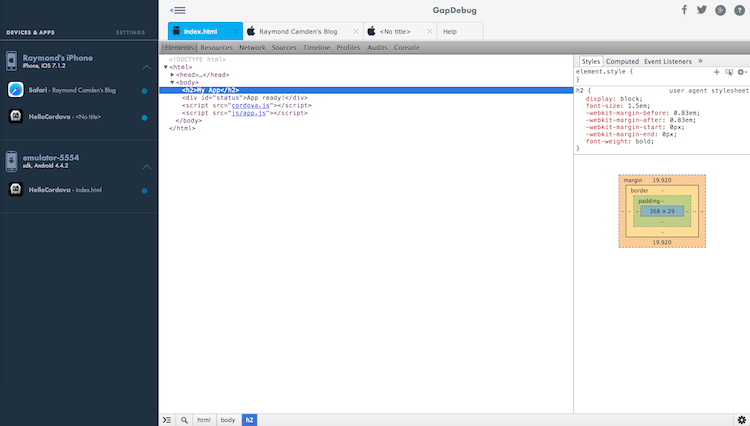 GapDebug
DEVICES & APPS
SETTINGS
Raymond's iPhone
iPhone, iOS 7.1.2
Safari - Raymond Camden's Blog
HelloCordova - <No title>
emulator-5554
sdk, Android 4.4.2
HelloCordova - index.html
index.html
Raymond Camden's Blog
<No title>
Help
Elements Resources Network Sources Timeline Profiles Audits Console
<!DOCTYPE html>
▼<html>
▶<head>…</head>
▼<body>
<h2>My App</h2>
<div id="status">App ready!</div>
<script src="cordova.js"></script>
<script src="js/app.js"></script>
</body>
</html>
Styles Computed Event Listeners »
element.style {
}
h2 { user agent stylesheet
display: block;
font-size: 1.5em;
-webkit-margin-before: 0.83em;
-webkit-margin-after: 0.83em;
-webkit-margin-start: 0px;
-webkit-margin-end: 0px;
font-weight: bold;
}
margin 19.920
border –
padding –
– – – 368 × 29 – – –
–
–
19.920
html body h2